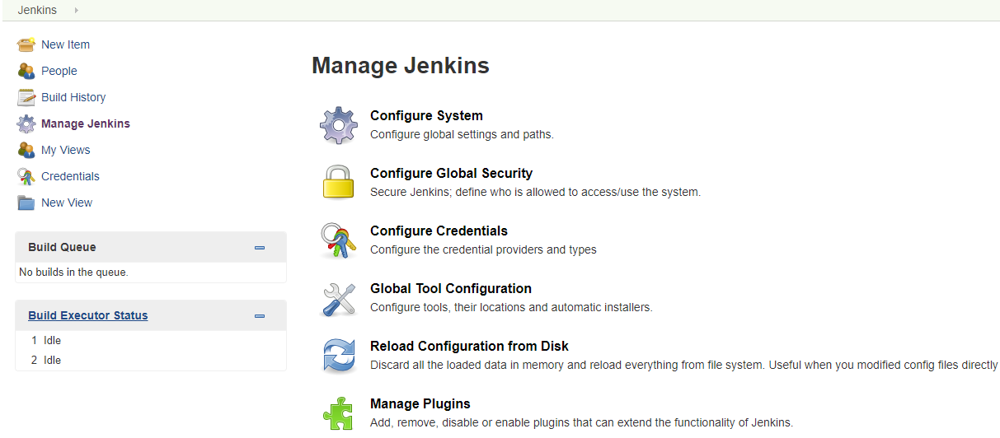 Jenkins
New Item
People
Build History
Manage Jenkins
My Views
Credentials
New View
Build Queue
No builds in the queue.
Build Executor Status
1 Idle
2 Idle
Manage Jenkins
Configure System
Configure global settings and paths.
Configure Global Security
Secure Jenkins; define who is allowed to access/use the system.
Configure Credentials
Configure the credential providers and types
Global Tool Configuration
Configure tools, their locations and automatic installers.
Reload Configuration from Disk
Discard all the loaded data in memory and reload everything from file system. Useful when you modified config files directly
Manage Plugins
Add, remove, disable or enable plugins that can extend the functionality of Jenkins.